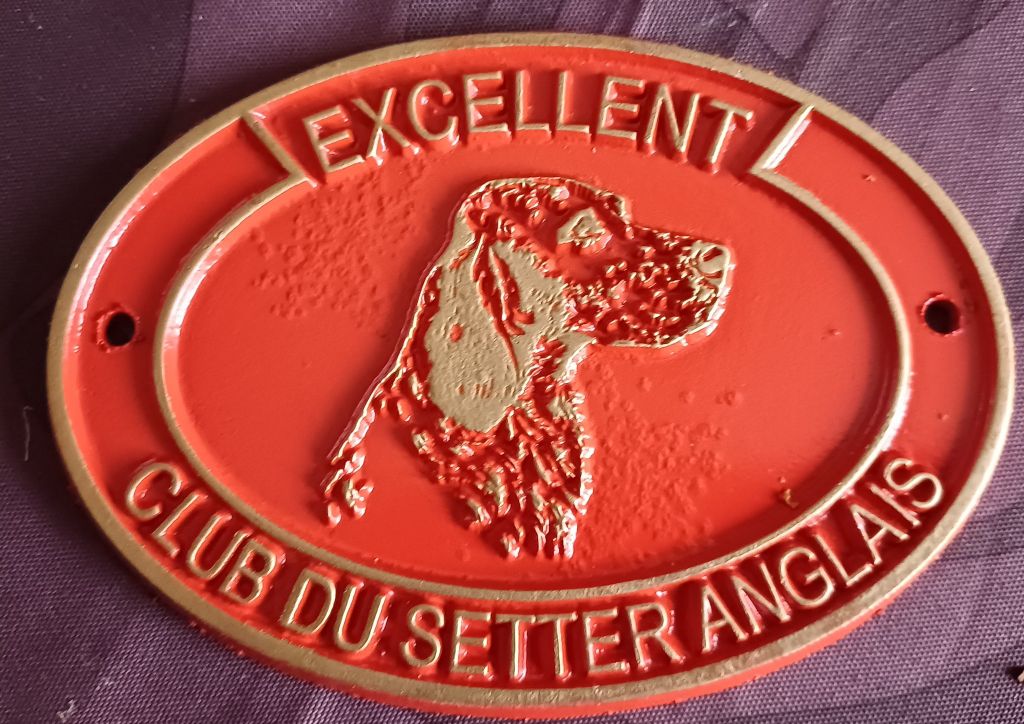 EXCELLENT
CLUB DU SETTER ANGLAIS